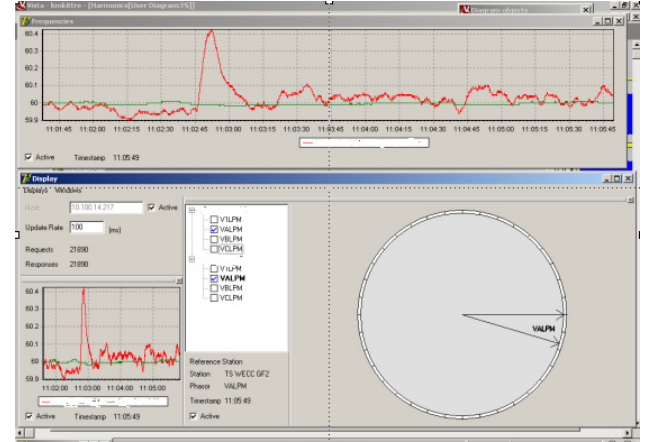 Vista - kmkittre - [Harmonics[User Diagram:TS]]
Diagram objects
Frequencies
60.4
60.3
60.2
60.1
60
59.9
11:01:45 11:02:00 11:02:15 11:02:30 11:02:45 11:03:00 11:03:15 11:03:30 11:03:45 11:04:00 11:04:15 11:04:30 11:04:45 11:05:00 11:05:15 11:05:30 11:05:45
Active Timestamp 11:05:49
Display
Displays Windows
Host 10.100.14.217 Active
Update Rate 100 (ms)
Requests 21890
Responses 21890
V1LPM
VALPM
VBLPM
VCLPM
V1LPM
VALPM
VBLPM
VCLPM
VALPM
60.4
60.3
60.2
60.1
60
59.9
11:02:00 11:03:00 11:04:00 11:05:00
Active Timestamp 11:05:49
Reference Station
Station TS WECC GF2
Phasor VALPM
Timestamp 11:05:49
Active